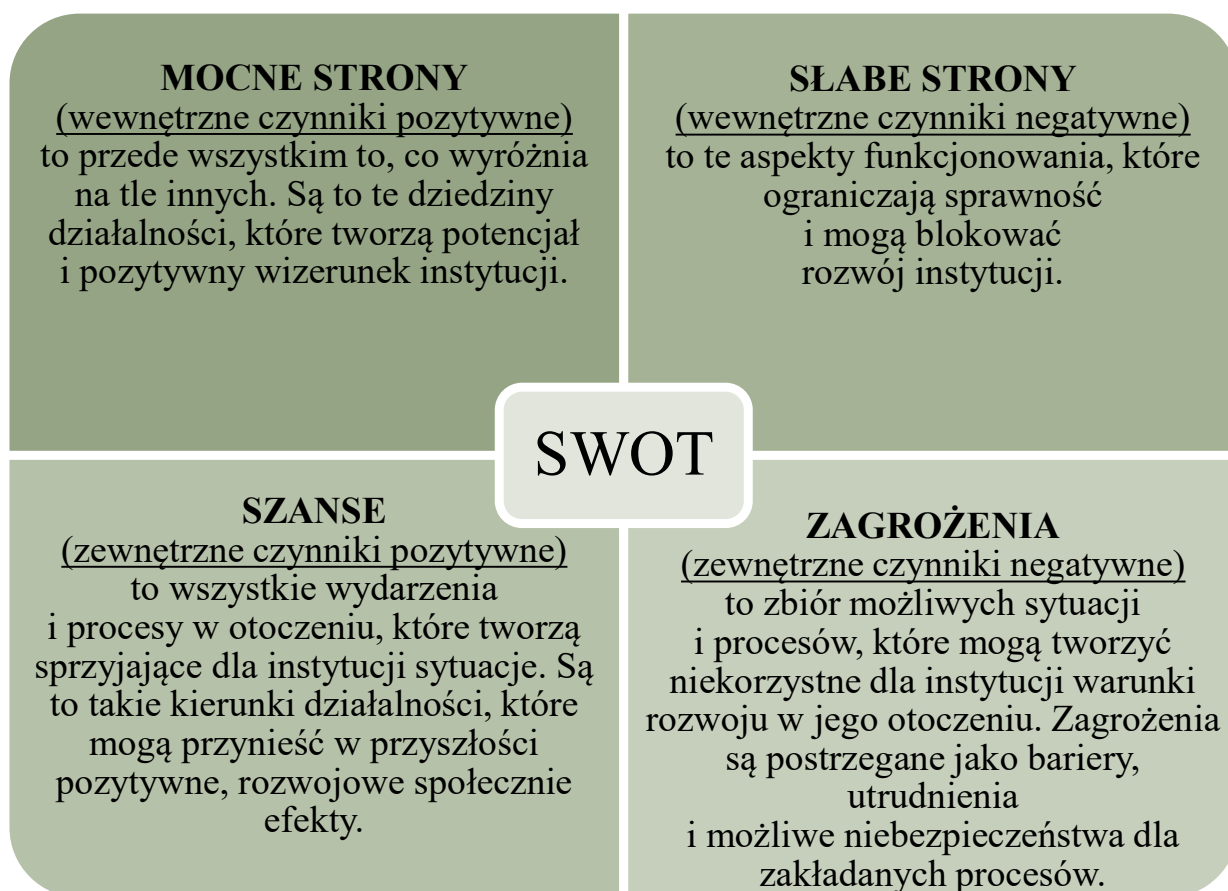 MOCNE STRONY
(wewnętrzne czynniki pozytywne)
to przede wszystkim to, co wyróżnia
na tle innych. Są to te dziedziny
działalności, które tworzą potencjał
i pozytywny wizerunek instytucji.
SŁABE STRONY
(wewnętrzne czynniki negatywne)
to te aspekty funkcjonowania, które
ograniczają sprawność
i mogą blokować
rozwój instytucji.
SWOT
SZANSE
(zewnętrzne czynniki pozytywne)
to wszystkie wydarzenia
i procesy w otoczeniu, które tworzą
sprzyjające dla instytucji sytuacje. Są
to takie kierunki działalności, które
mogą przynieść w przyszłości
pozytywne, rozwojowe społecznie
efekty.
ZAGROŻENIA
(zewnętrzne czynniki negatywne)
to zbiór możliwych sytuacji
i procesów, które mogą tworzyć
niekorzystne dla instytucji warunki
rozwoju w jego otoczeniu. Zagrożenia
są postrzegane jako bariery,
utrudnienia
i możliwe niebezpieczeństwa dla
zakładanych procesów.